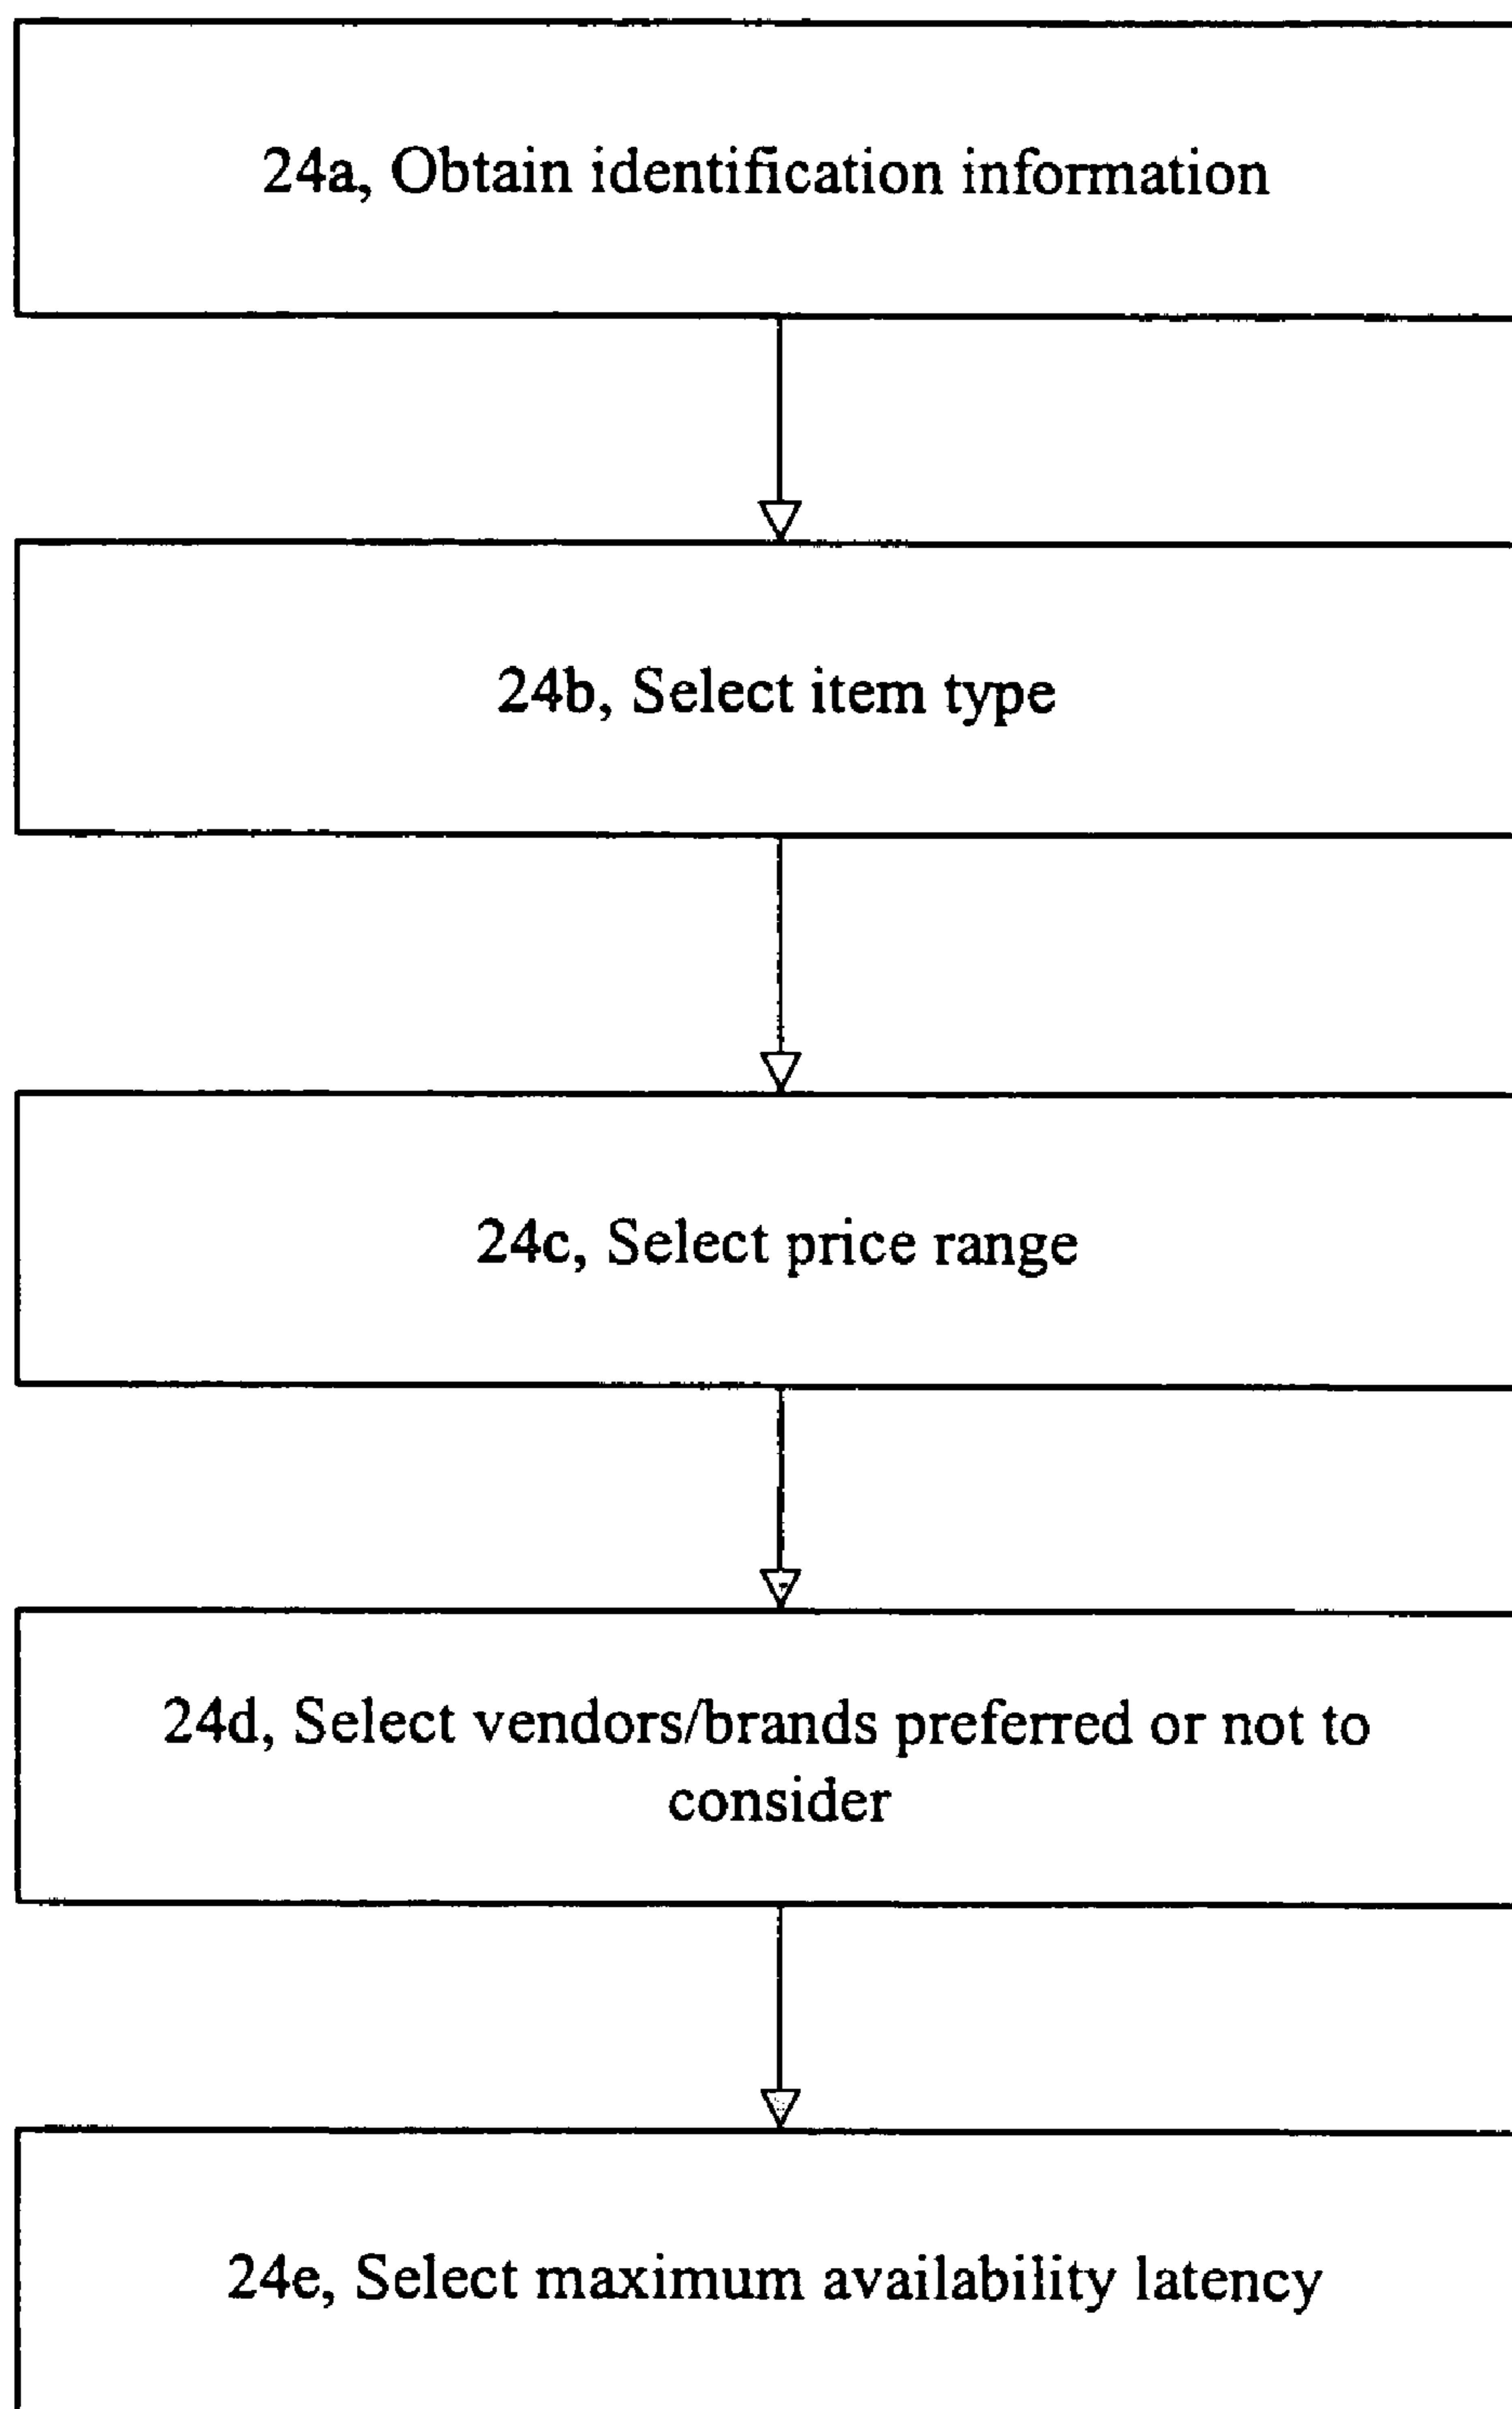 24a, Obtain identification information
24b, Select item type
24c, Select price range
24d, Select vendors/brands preferred or not to
consider
24e, Select maximum availability latency